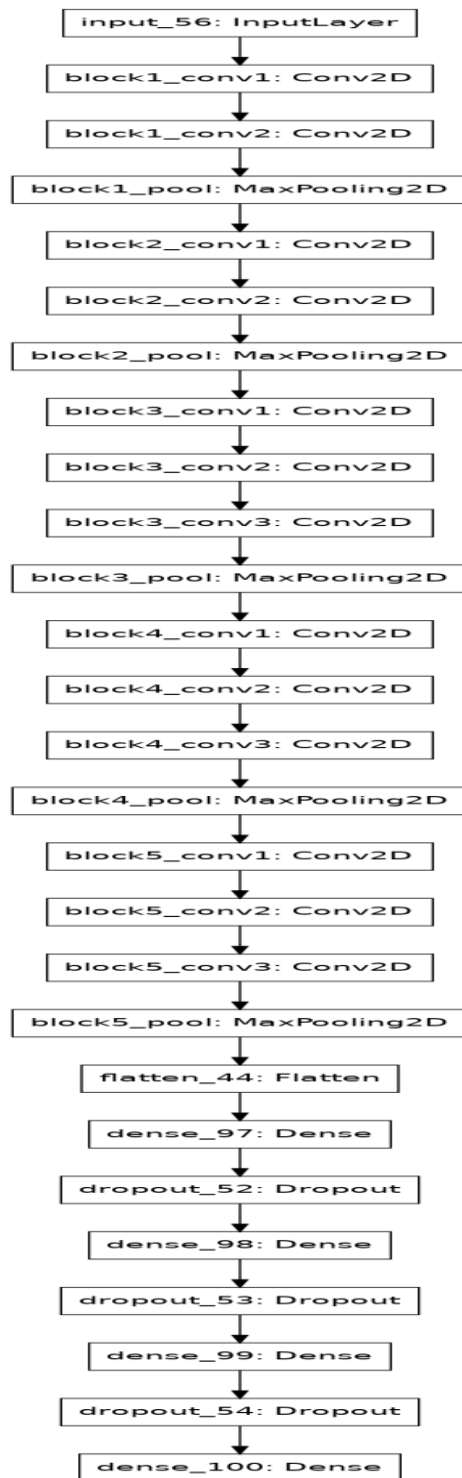 input_56: InputLayer
block1_conv1: Conv2D
block1_conv2: Conv2D
block1_pool: MaxPooling2D
block2_conv1: Conv2D
block2_conv2: Conv2D
block2_pool: MaxPooling2D
block3_conv1: Conv2D
block3_conv2: Conv2D
block3_conv3: Conv2D
block3_pool: MaxPooling2D
block4_conv1: Conv2D
block4_conv2: Conv2D
block4_conv3: Conv2D
block4_pool: MaxPooling2D
block5_conv1: Conv2D
block5_conv2: Conv2D
block5_conv3: Conv2D
block5_pool: MaxPooling2D
flatten_44: Flatten
dense_97: Dense
dropout_52: Dropout
dense_98: Dense
dropout_53: Dropout
dense_99: Dense
dropout_54: Dropout
dense_100: Dense